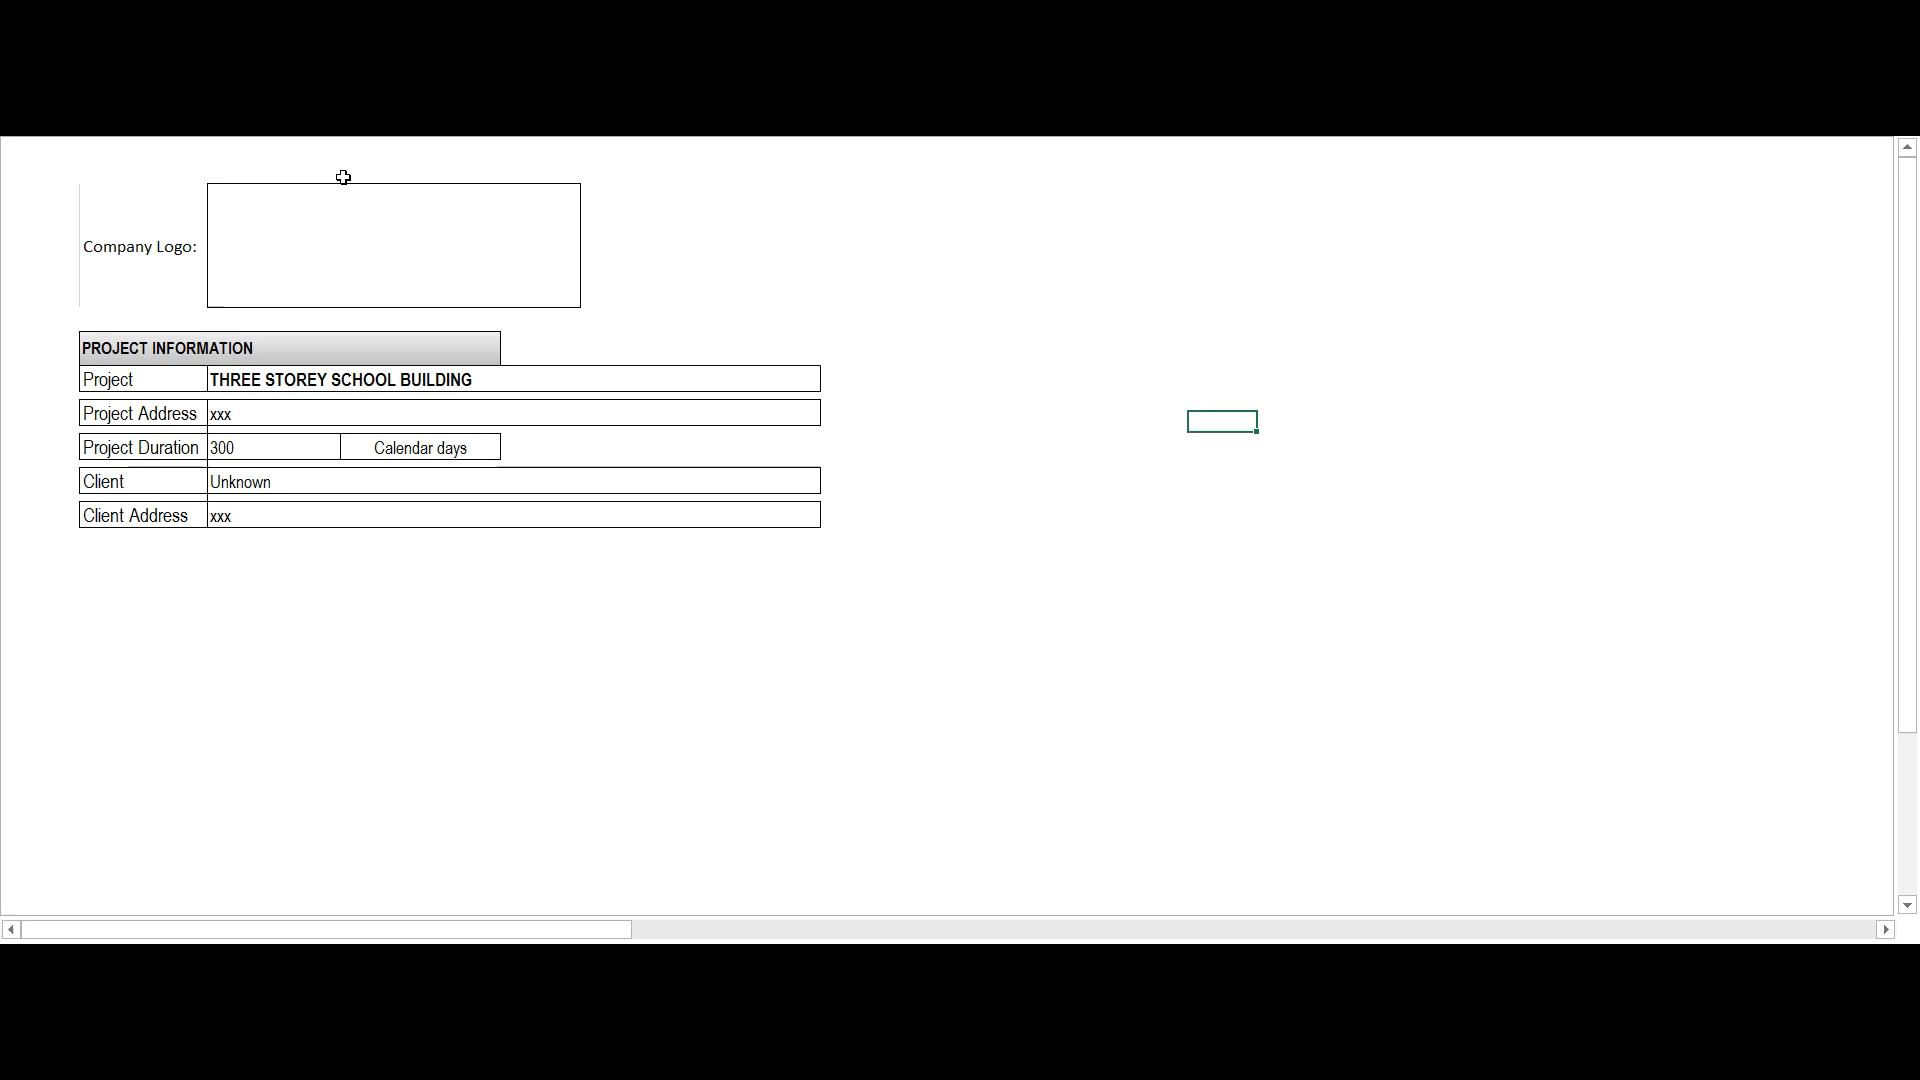 Company Logo:
PROJECT INFORMATION
Project THREE STOREY SCHOOL BUILDING
Project Address xxx
Project Duration 300 Calendar days
Client Unknown
Client Address xxx